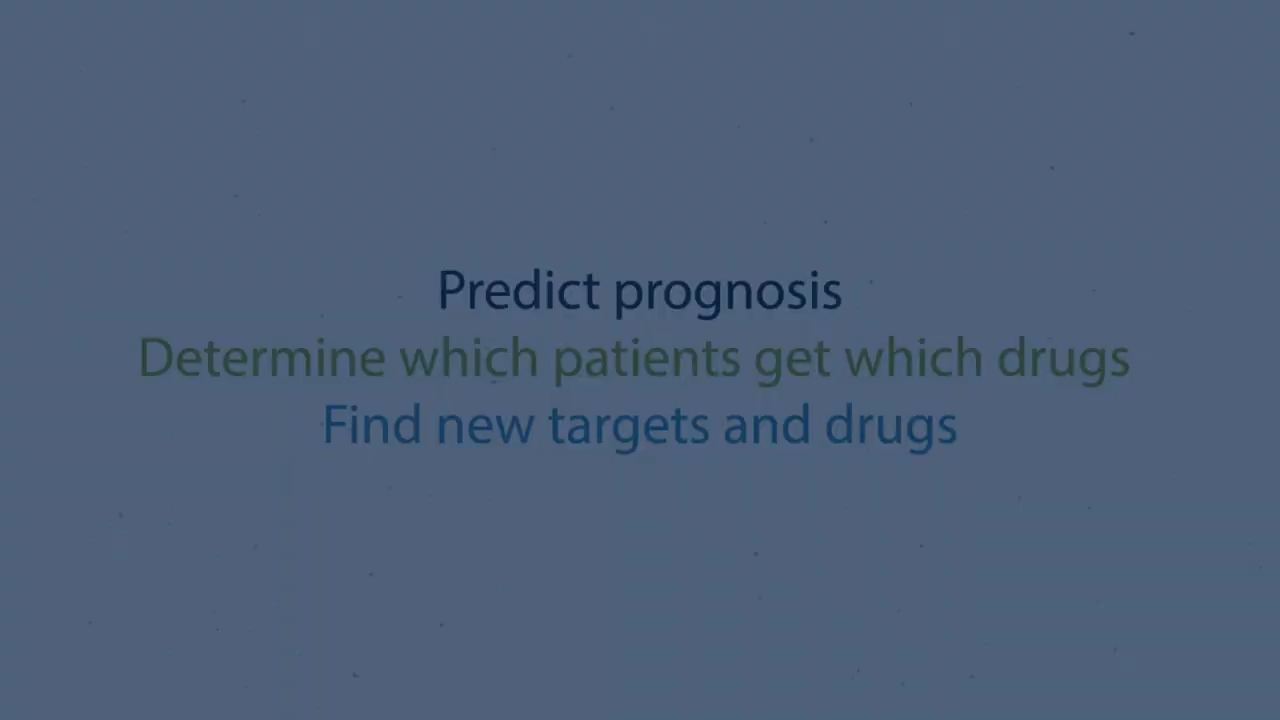 Predict prognosis
Determine which patients get which drugs
Find new targets and drugs